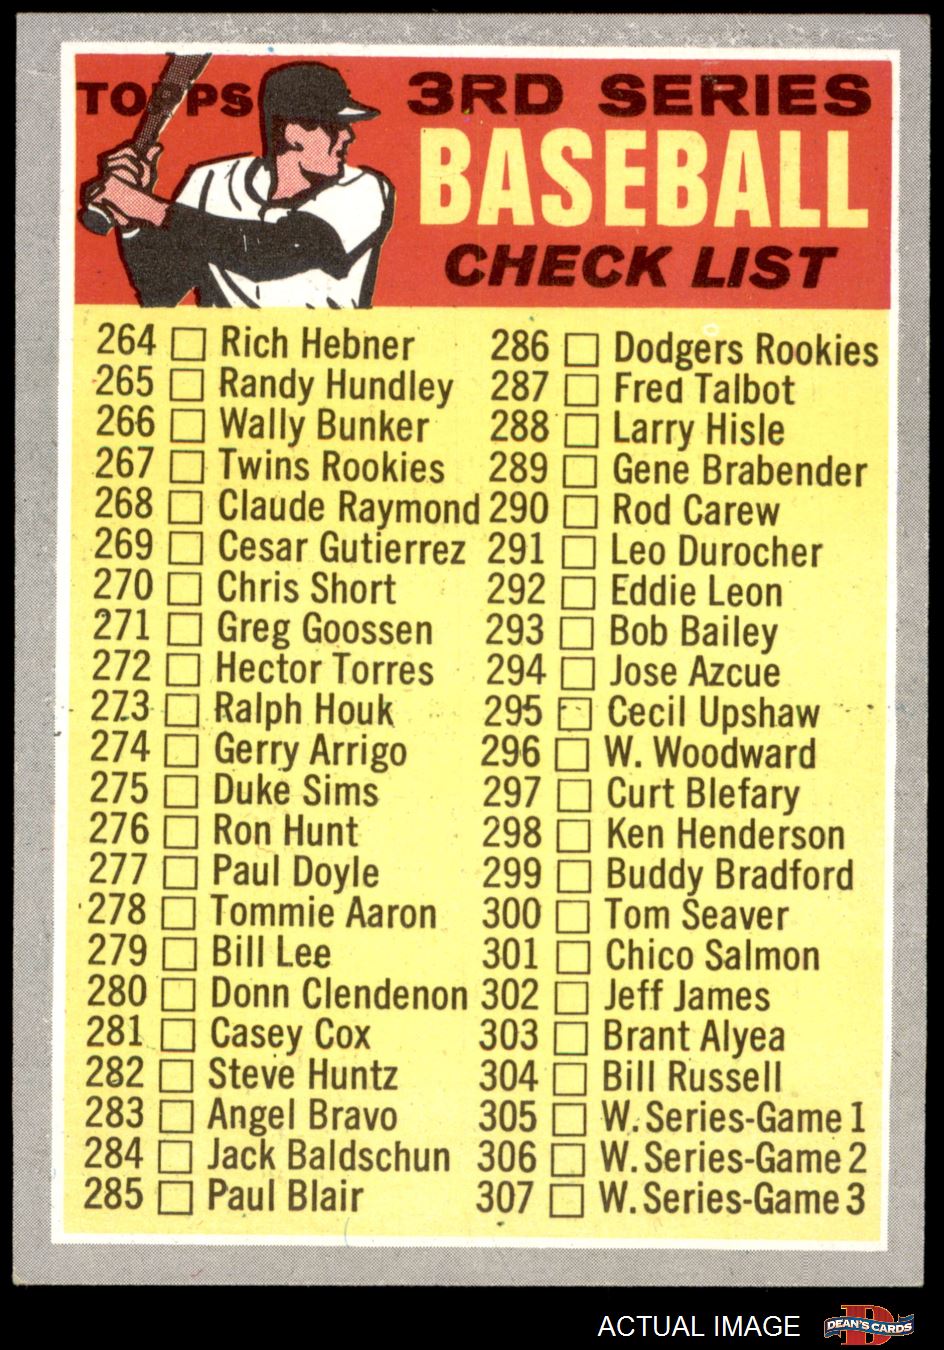 TOPPS
3RD SERIES
BASEBALL
CHECK LIST
264 Rich Hebner
265 Randy Hundley
266 Wally Bunker
267 Twins Rookies
268 Claude Raymond
269 Cesar Gutierrez
270 Chris Short
271 Greg Goossen
272 Hector Torres
273 Ralph Houk
274 Gerry Arrigo
275 Duke Sims
276 Ron Hunt
277 Paul Doyle
278 Tommie Aaron
279 Bill Lee
280 Donn Clendenon
281 Casey Cox
282 Steve Huntz
283 Angel Bravo
284 Jack Baldschun
285 Paul Blair
286 Dodgers Rookies
287 Fred Talbot
288 Larry Hisle
289 Gene Brabender
290 Rod Carew
291 Leo Durocher
292 Eddie Leon
293 Bob Bailey
294 Jose Azcue
295 Cecil Upshaw
296 W. Woodward
297 Curt Blefary
298 Ken Henderson
299 Buddy Bradford
300 Tom Seaver
301 Chico Salmon
302 Jeff James
303 Brant Alyea
304 Bill Russell
305 W. Series-Game 1
306 W. Series-Game 2
307 W. Series-Game 3
ACTUAL IMAGE
D
DEAN'S CARDS